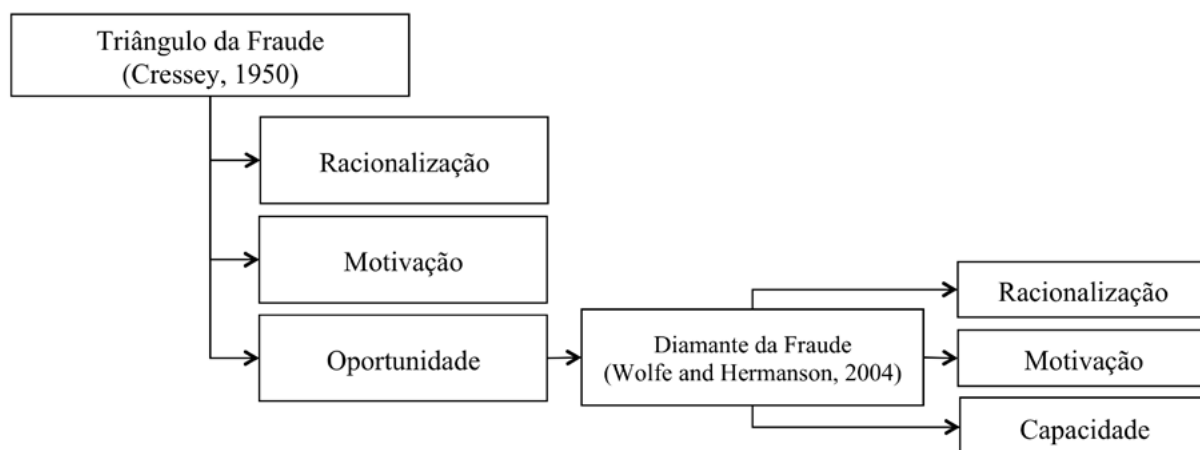 Triângulo da Fraude
(Cressey, 1950)
Racionalização
Motivação
Oportunidade
Diamante da Fraude
(Wolfe and Hermanson, 2004)
Racionalização
Motivação
Capacidade